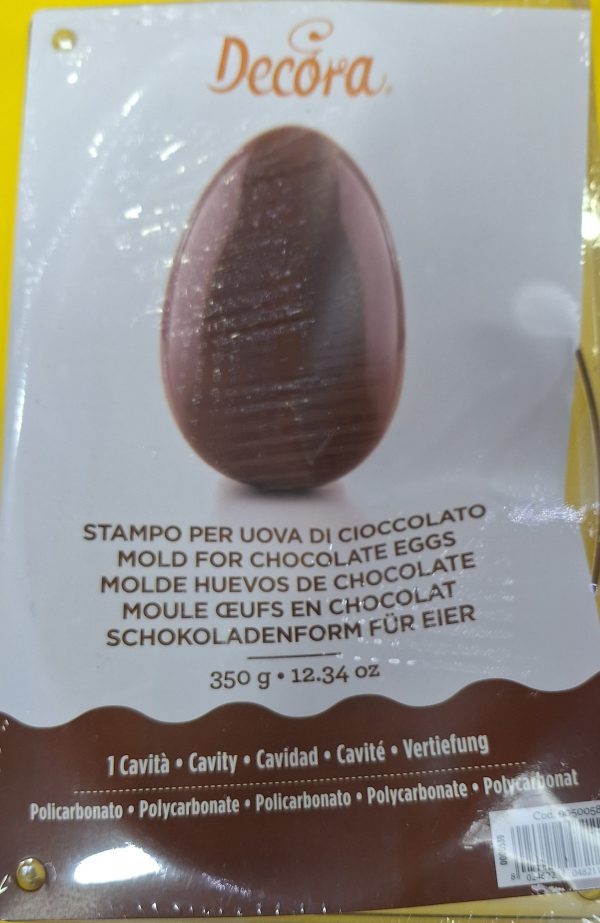 Decora
STAMPO PER UOVA DI CIOCCOLATO
MOLD FOR CHOCOLATE EGGS
MOLDE HUEVOS DE CHOCOLATE
MOULE ŒUFS EN CHOCOLAT
SCHOKOLADENFORM FÜR EIER
350 g • 12.34 oz
1 Cavità • Cavity • Cavidad • Cavité • Vertiefung
Policarbonato • Polycarbonate • Policarbonato • Polycarbonate • Polycarbonat
Cod.